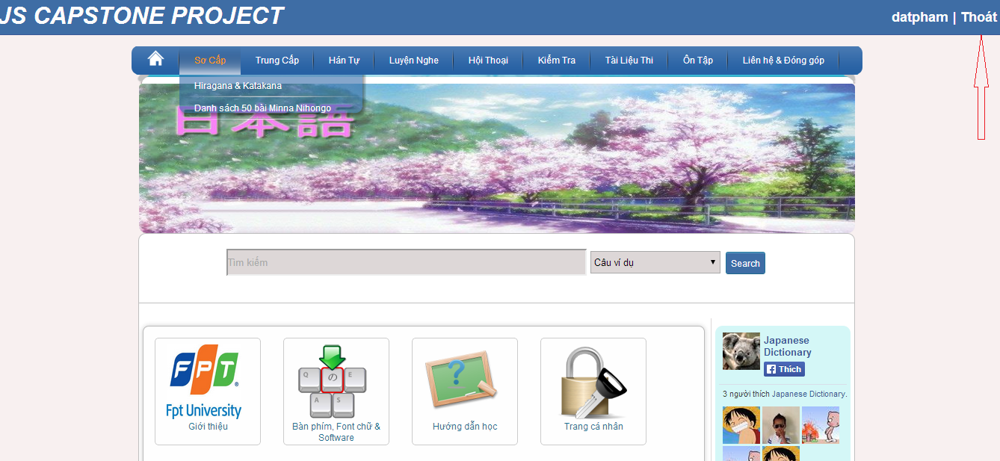 JS CAPSTONE PROJECT
datpham | Thoát
Sơ Cấp Trung Cấp Hán Tự Luyện Nghe Hội Thoại Kiểm Tra Tài Liệu Thi Ôn Tập Liên hệ & Đóng góp
Hiragana & Katakana
Danh sách 50 bài Minna Nihongo
日本語
Tìm kiếm Câu ví dụ Search
FPT
Fpt University
Giới thiệu
Q の E
A S
Bàn phím, Font chữ &
Software
?
Hướng dẫn học
Trang cá nhân
Japanese
Dictionary
Thích
3 người thích Japanese Dictionary.